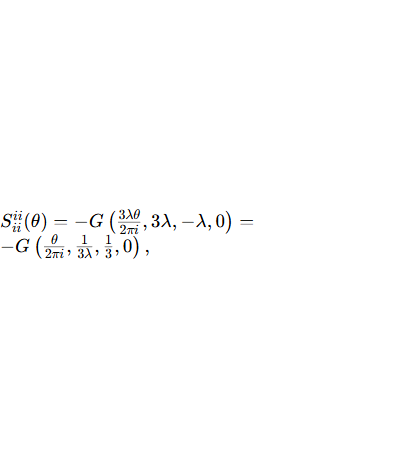 $S_{ii}^{ii}(\theta) = -G\left(\frac{3\lambda\theta}{2\pi i}, 3\lambda, -\lambda, 0\right) =$
$-G\left(\frac{\theta}{2\pi i}, \frac{1}{3\lambda}, \frac{1}{3}, 0\right),$